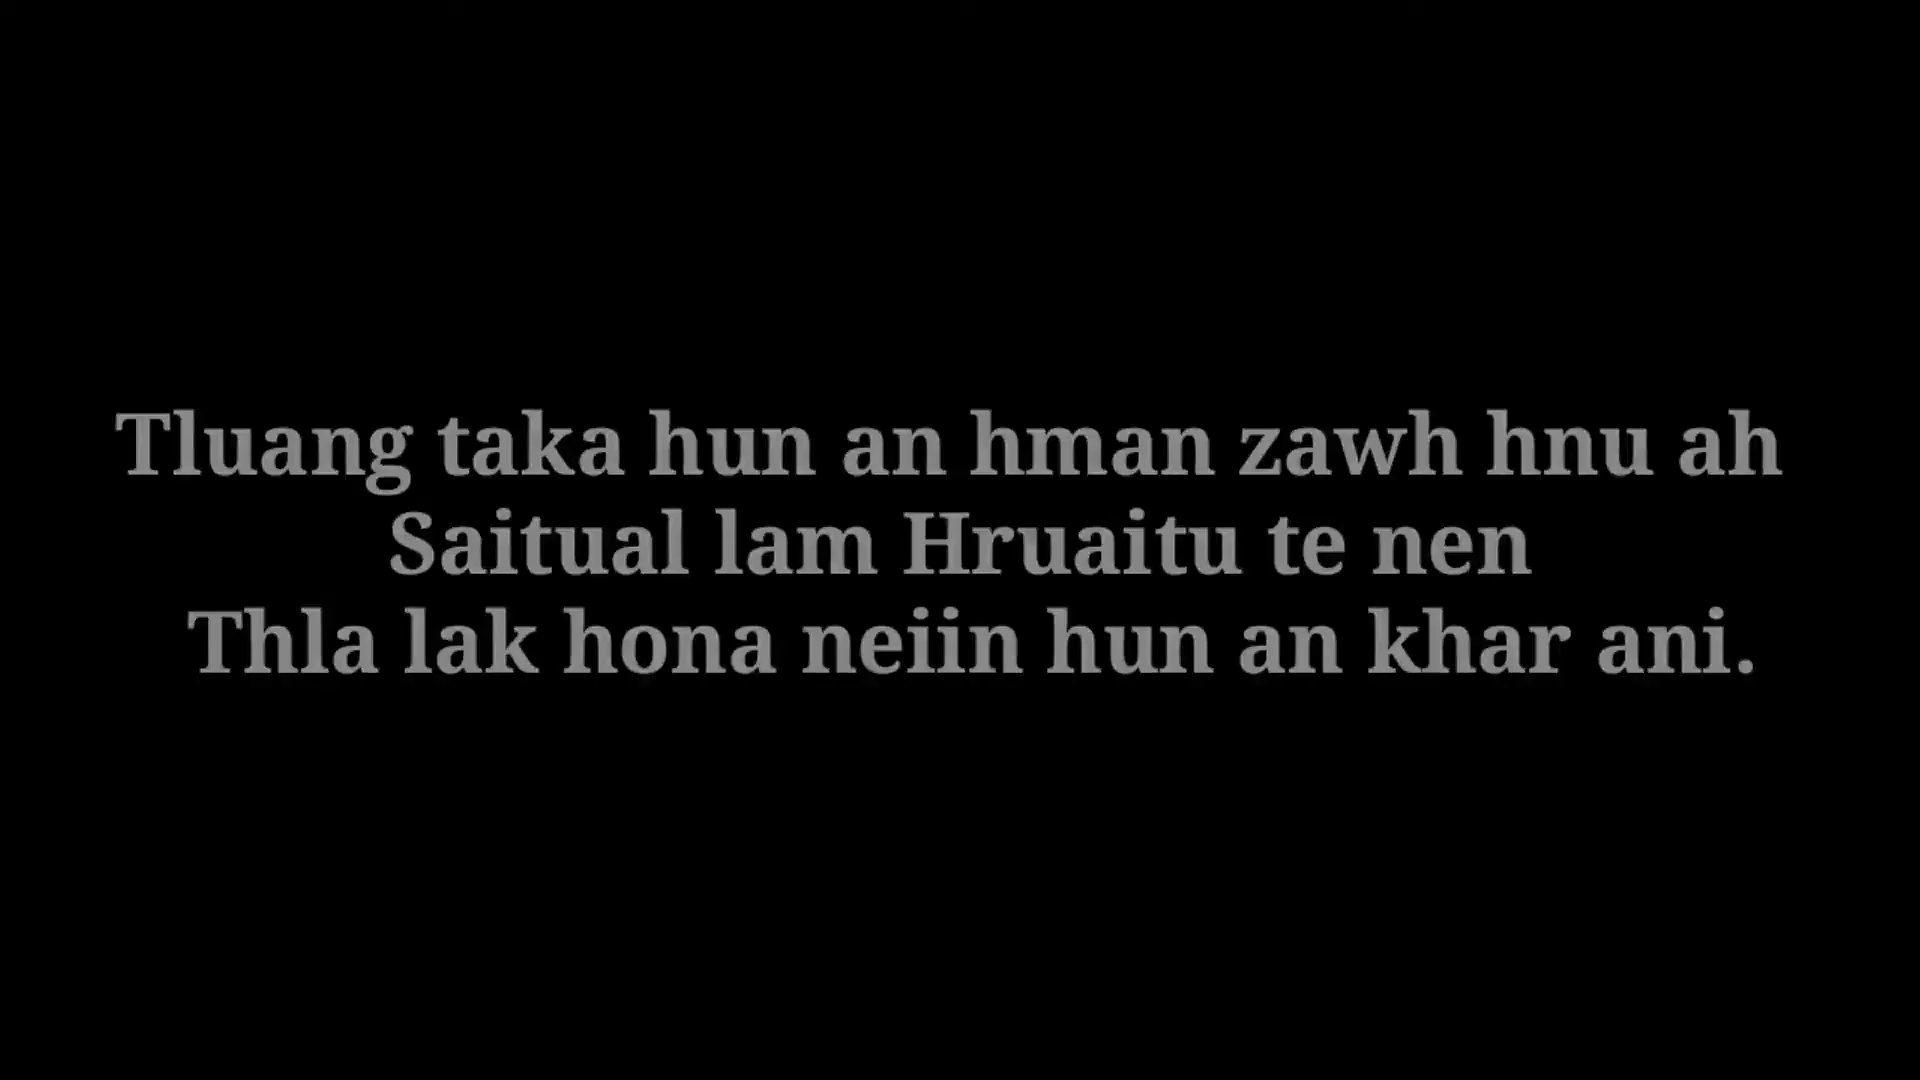 Tluang taka hun an hman zawh hnu ah
Saitual lam Hruaitu te nen
Thla lak hona neiin hun an khar ani.